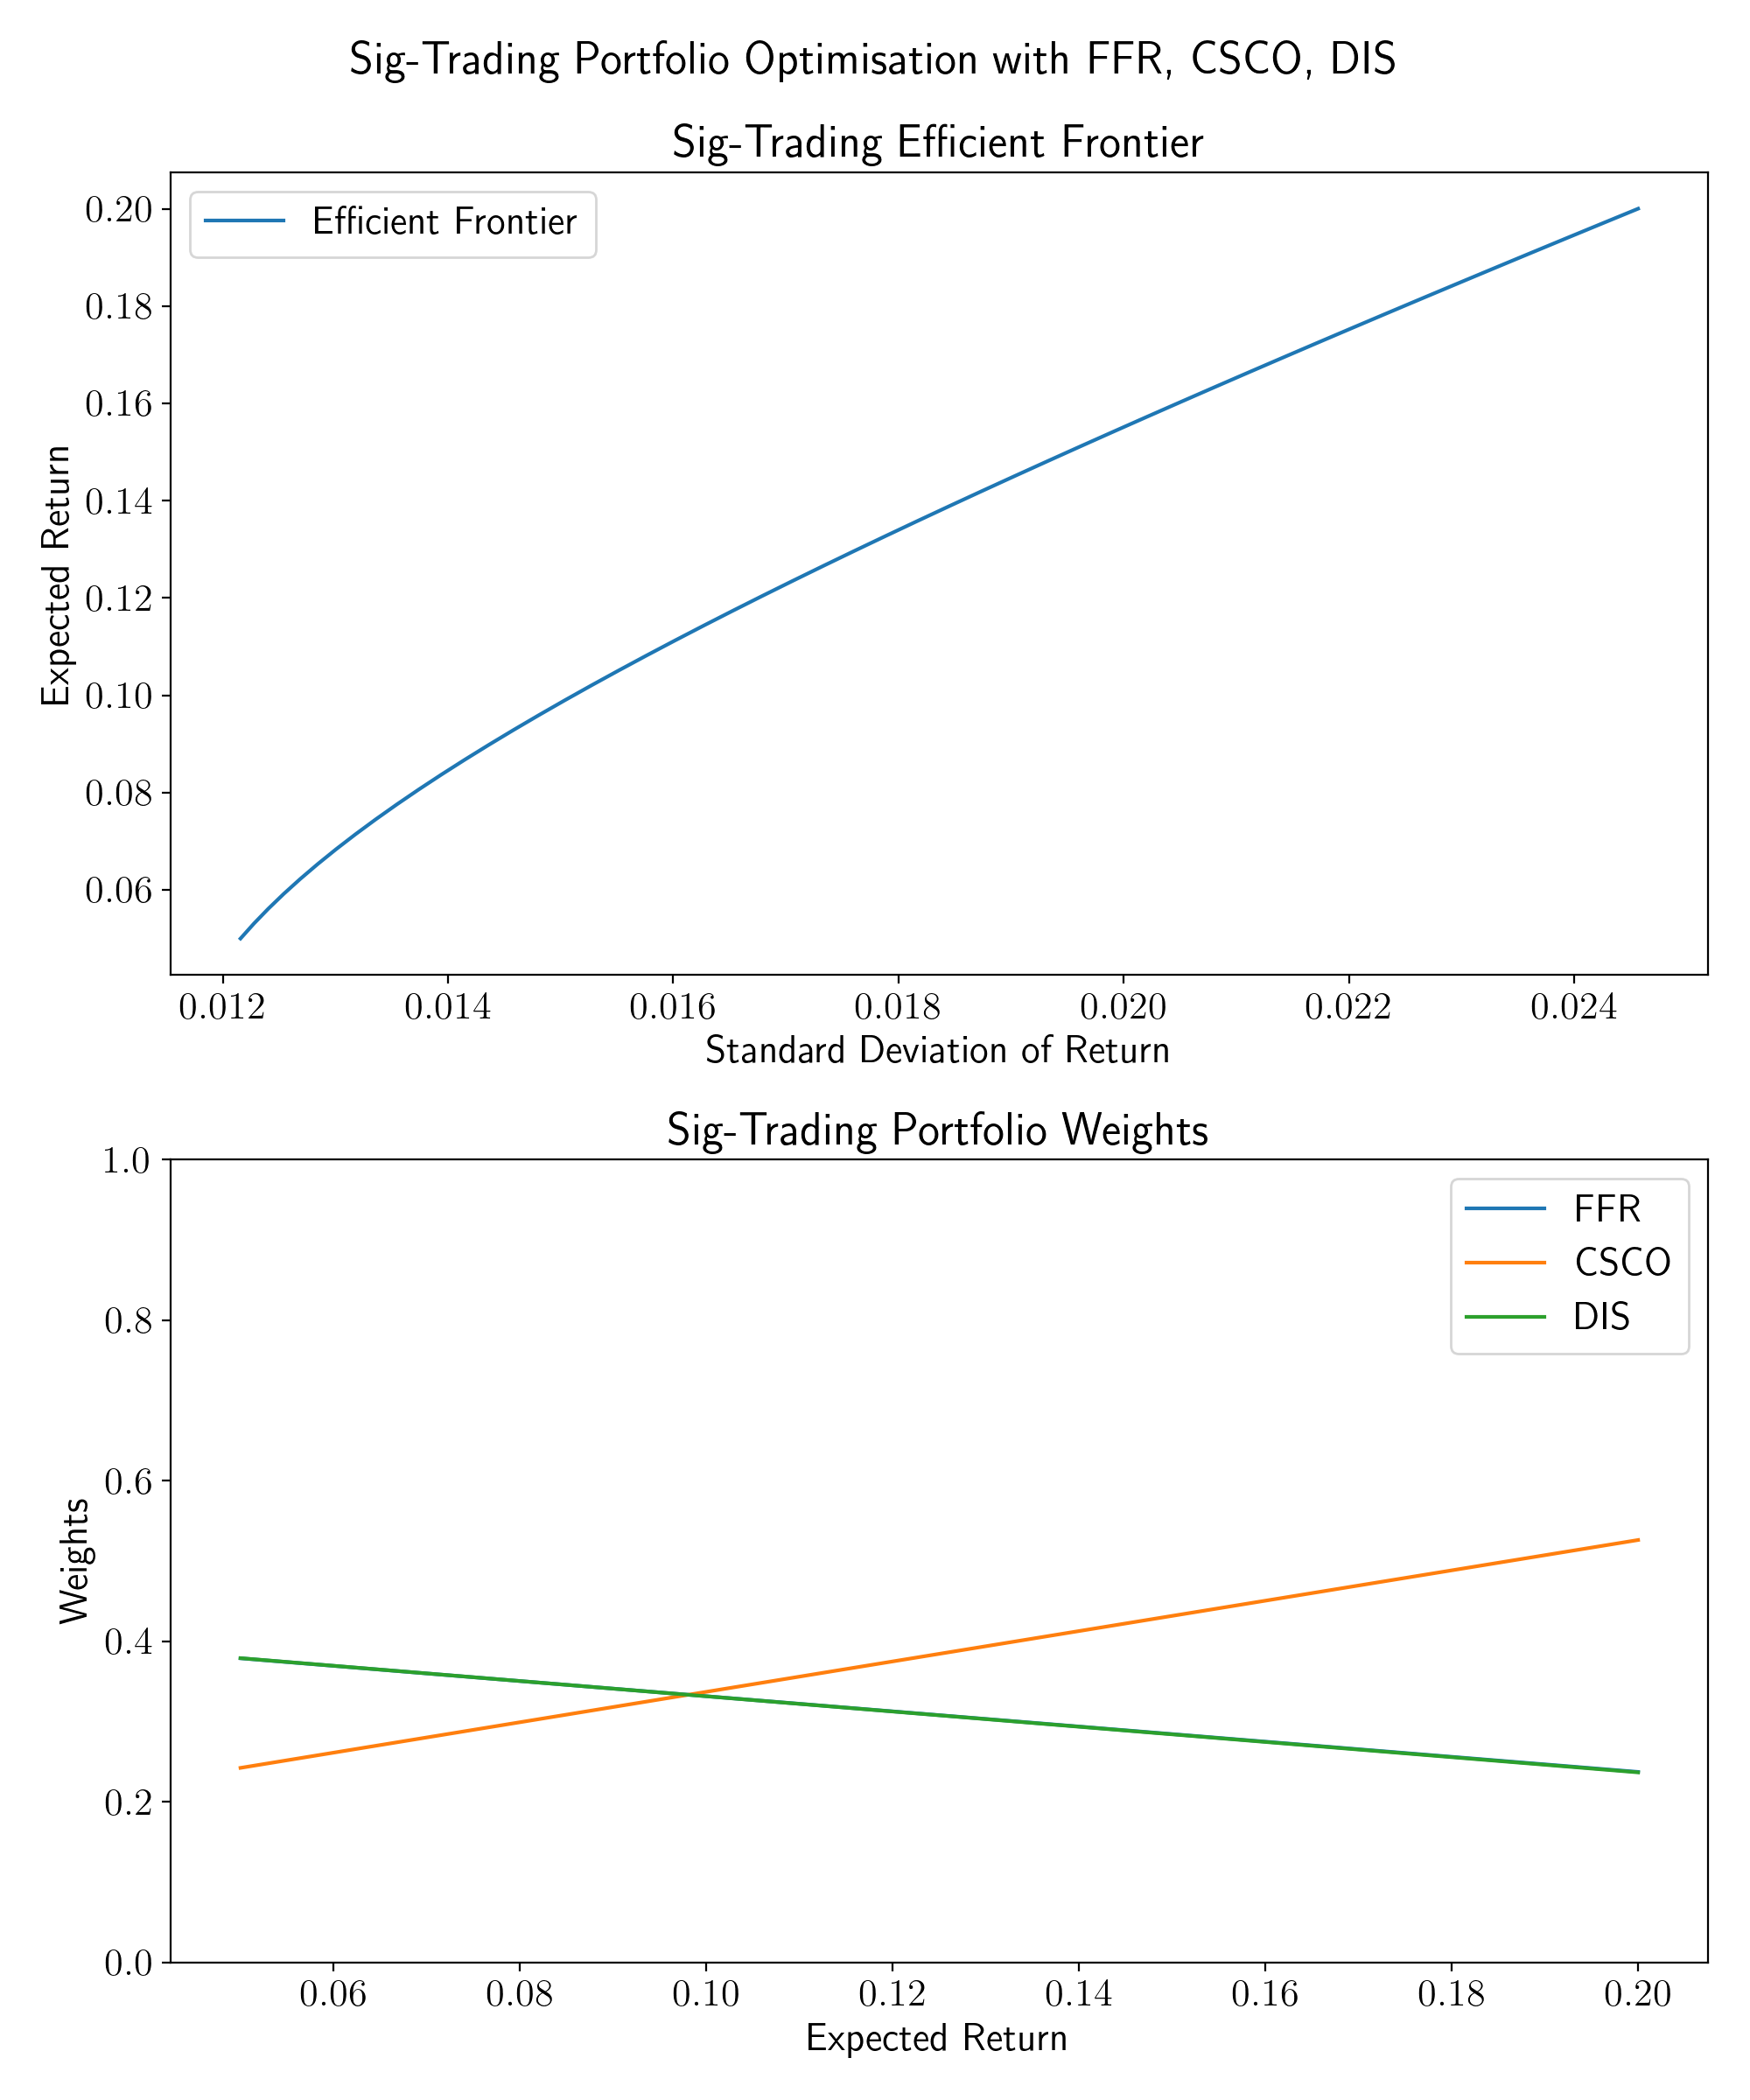 Sig-Trading Portfolio Optimisation with FFR, CSCO, DIS
Sig-Trading Efficient Frontier
Efficient Frontier
0.20
0.18
0.16
0.14
0.12
0.10
0.08
0.06
Expected Return
0.012 0.014 0.016 0.018 0.020 0.022 0.024
Standard Deviation of Return
Sig-Trading Portfolio Weights
FFR
CSCO
DIS
1.0
0.8
0.6
0.4
0.2
0.0
Weights
0.06 0.08 0.10 0.12 0.14 0.16 0.18 0.20
Expected Return